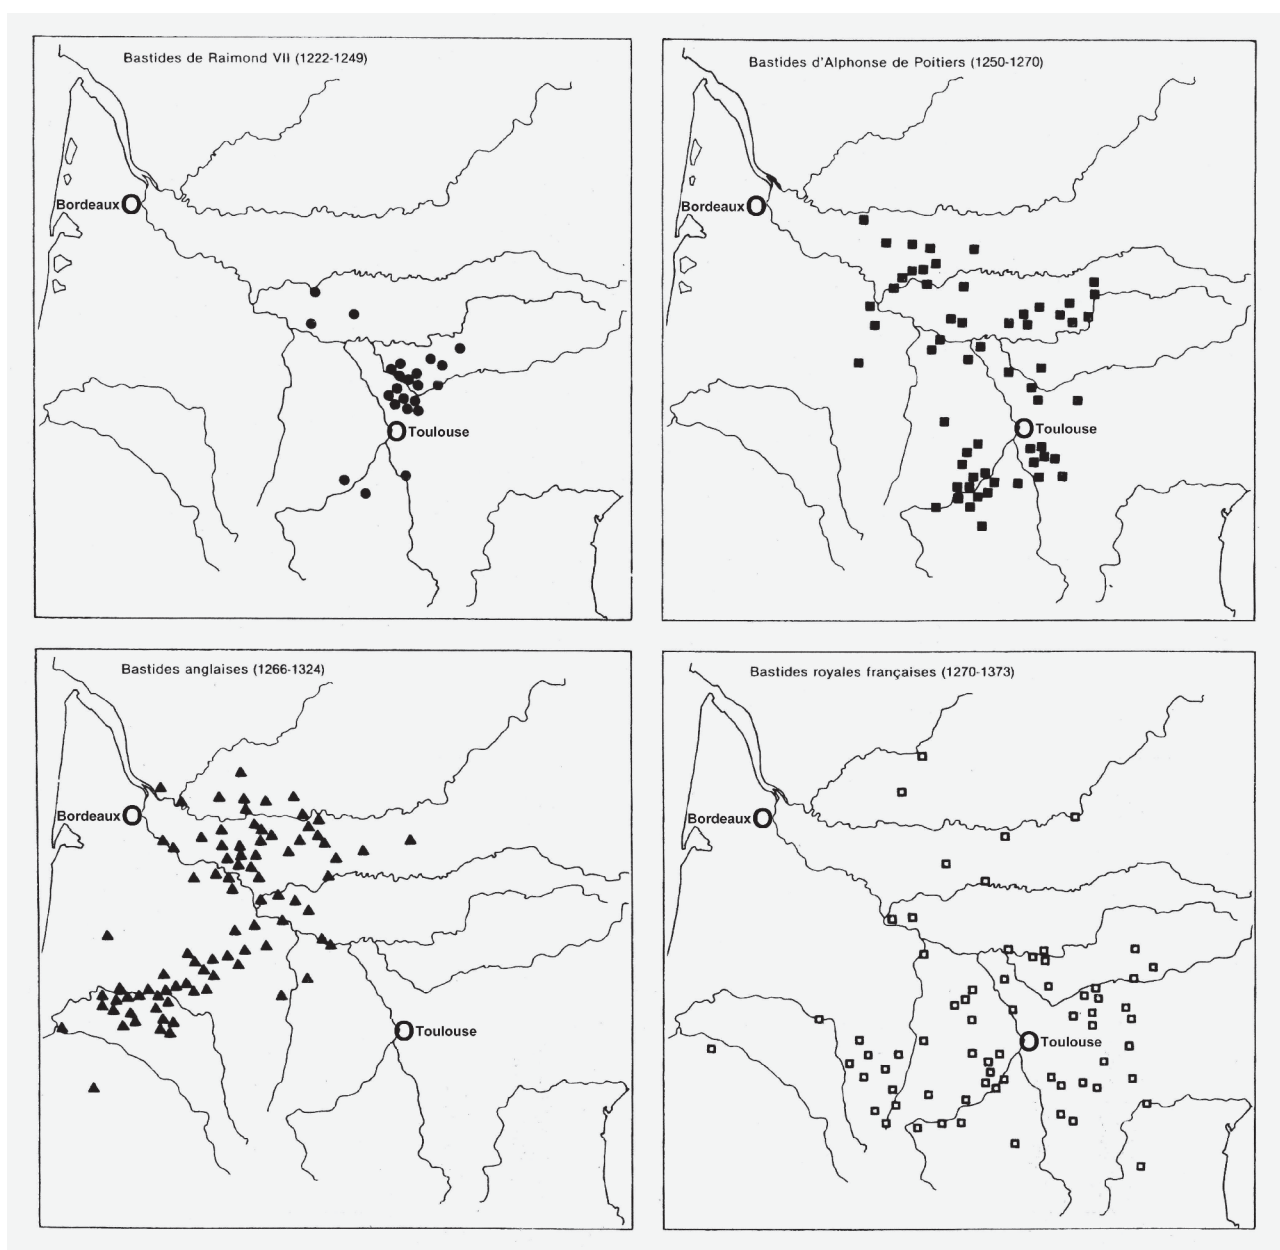 Bastides de Raimond VII (1222-1249)
Bordeaux
Toulouse
Bastides d'Alphonse de Poitiers (1250-1270)
Bordeaux
Toulouse
Bastides anglaises (1266-1324)
Bordeaux
Toulouse
Bastides royales françaises (1270-1373)
Bordeaux
Toulouse